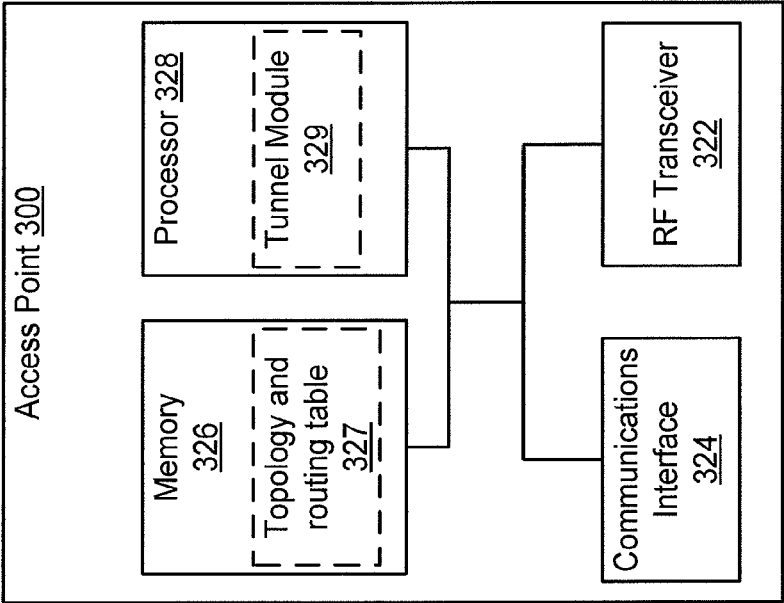 Access Point 300
Memory
326
Topology and
routing table
327
Processor 328
Tunnel Module
329
Communications
Interface
324
RF Transceiver
322